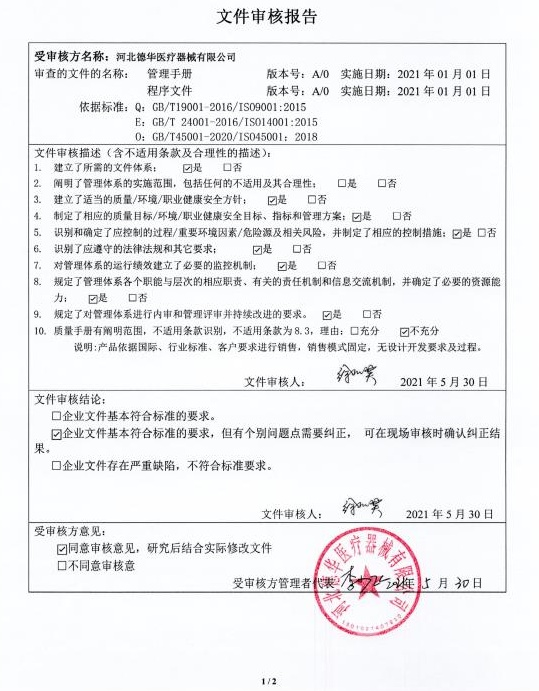 文件审核报告
受审核方名称：河北德华医疗器械有限公司
审查的文件的名称： 管理手册 版本号：A/0 实施日期：2021 年 01 月 01 日
程序文件 版本号：A/0 实施日期：2021 年 01 月 01 日
依据标准：Q: GB/T19001-2016/ISO9001:2015
E: GB/T 24001-2016/ISO14001:2015
O: GB/T45001-2020/ISO45001：2018
文件审核描述（含不适用条款及合理性的描述）：
1. 建立了所需的文件体系； ☑是 □否
2. 阐明了管理体系的实施范围，包括任何的不适用及其合理性； □是 □否
3. 建立了适当的质量/环境/职业健康安全方针； ☑是 □否
4. 制定了相应的质量目标/环境/职业健康安全目标、指标和管理方案；☑是 □否
5. 识别和确定了应控制的过程/重要环境因素/危险源及相关风险，并制定了相应的控制措施；☑是 □否
6. 识别了应遵守的法律法规和其它要求； ☑是 □否
7. 对管理体系的运行绩效建立了必要的监控机制； ☑是 □否
8. 规定了管理体系各个职能与层次的相应职责、有关的责任机制和信息交流机制，并确定了必要的资源能
力； ☑是 □否
9. 规定了对管理体系进行内审和管理评审并持续改进的要求。 ☑是 □否
10. 质量手册有阐明范围，不适用条款识别，不适用条款为 8.3，理由：□充分 ☑不充分
说明:产品依据国际、行业标准、客户要求进行销售，销售模式固定，无设计开发要求及过程。
文件审核人： 2021 年 5 月 30 日
文件审核结论：
□企业文件基本符合标准的要求。
☑企业文件基本符合标准的要求，但有个别问题点需要纠正， 可在现场审核时确认纠正结
果。
□企业文件存在严重缺陷，不符合标准要求。
文件审核人： 2021 年 5 月 30 日
受审核方意见：
☑同意审核意见，研究后结合实际修改文件
□不同意审核意
受审核方管理者代表 年 5 月 30 日
河北德华医疗器械有限公司
1 / 2